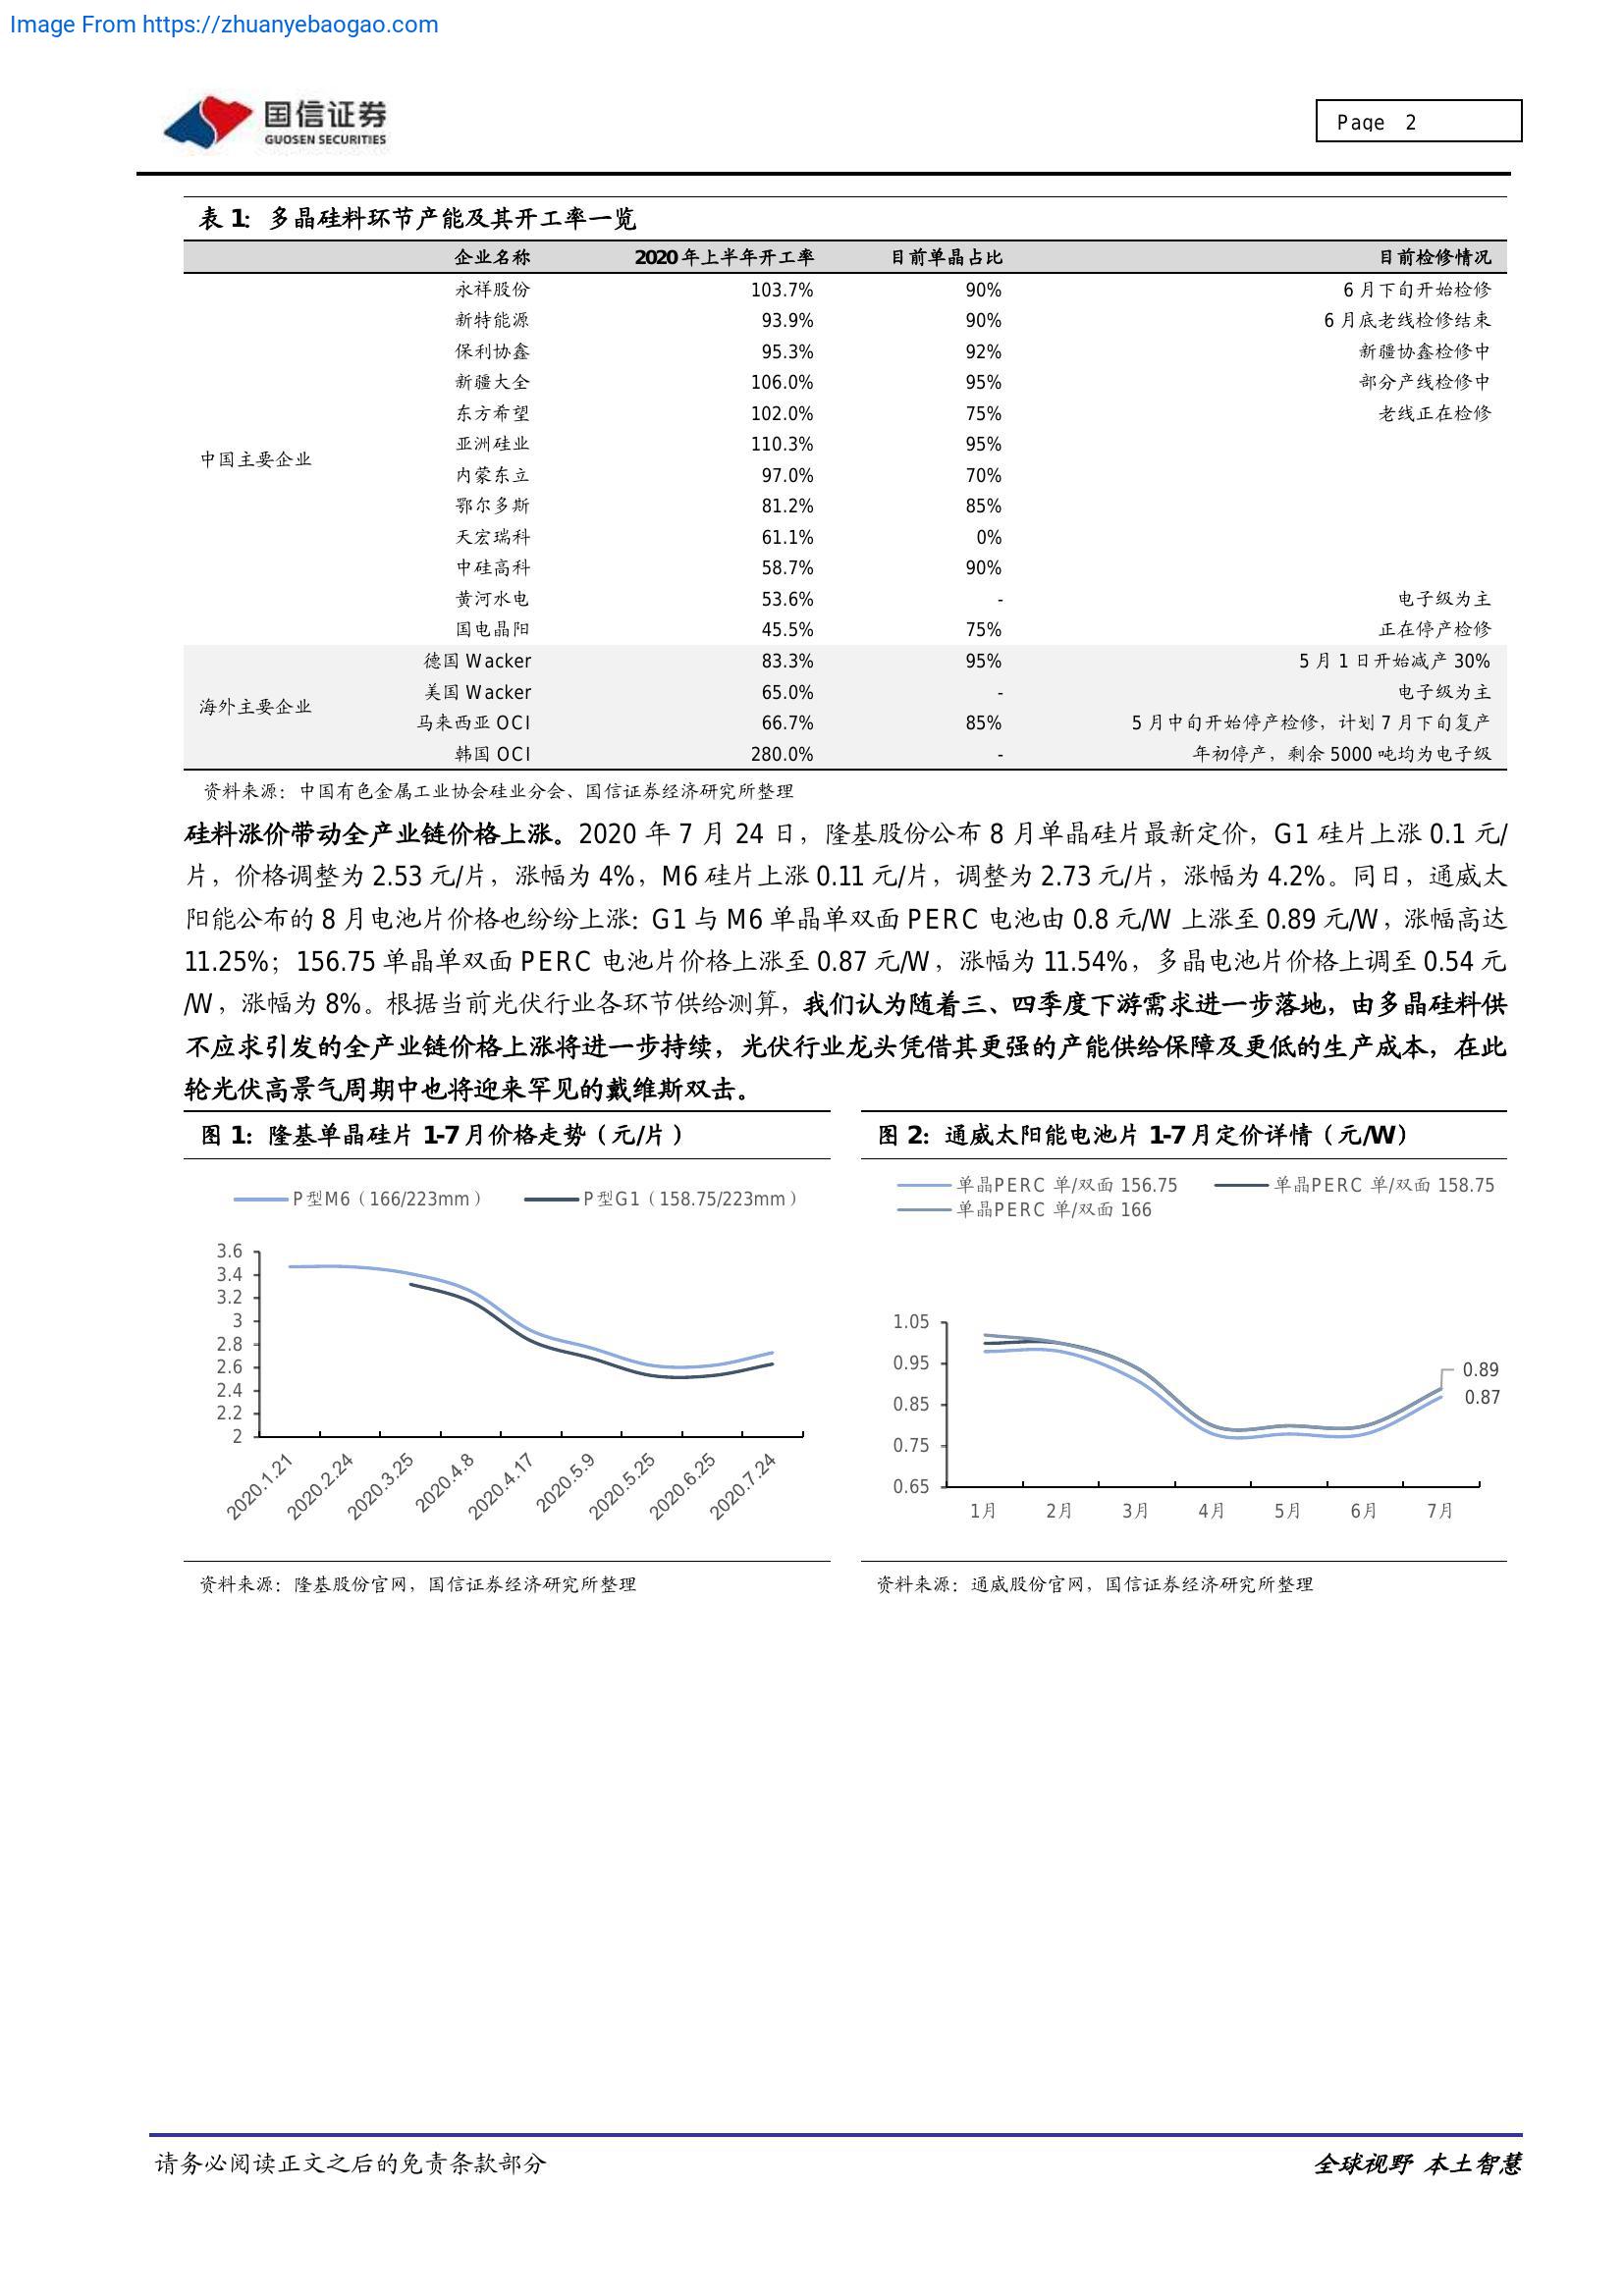 Image From https://zhuanyebaogao.com
国信证券
GUOSEN SECURITIES
Page 2
表 1：多晶硅料环节产能及其开工率一览
企业名称 2020 年上半年开工率 目前单晶占比 目前检修情况
永祥股份 103.7% 90% 6 月下旬开始检修
新特能源 93.9% 90% 6 月底老线检修结束
保利协鑫 95.3% 92% 新疆协鑫检修中
新疆大全 106.0% 95% 部分产线检修中
东方希望 102.0% 75% 老线正在检修
亚洲硅业 110.3% 95%
中国主要企业
内蒙东立 97.0% 70%
鄂尔多斯 81.2% 85%
天宏瑞科 61.1% 0%
中硅高科 58.7% 90%
黄河水电 53.6% - 电子级为主
国电晶阳 45.5% 75% 正在停产检修
德国 Wacker 83.3% 95% 5 月 1 日开始减产 30%
美国 Wacker 65.0% - 电子级为主
海外主要企业
马来西亚 OCI 66.7% 85% 5 月中旬开始停产检修，计划 7 月下旬复产
韩国 OCI 280.0% - 年初停产，剩余 5000 吨均为电子级
资料来源：中国有色金属工业协会硅业分会、国信证券经济研究所整理
硅料涨价带动全产业链价格上涨。2020 年 7 月 24 日，隆基股份公布 8 月单晶硅片最新定价，G1 硅片上涨 0.1 元/
片，价格调整为 2.53 元/片，涨幅为 4%，M6 硅片上涨 0.11 元/片，调整为 2.73 元/片，涨幅为 4.2%。同日，通威太
阳能公布的 8 月电池片价格也纷纷上涨：G1 与 M6 单晶单双面 PERC 电池由 0.8 元/W 上涨至 0.89 元/W，涨幅高达
11.25%；156.75 单晶单双面 PERC 电池片价格上涨至 0.87 元/W，涨幅为 11.54%，多晶电池片价格上调至 0.54 元
/W，涨幅为 8%。根据当前光伏行业各环节供给测算，我们认为随着三、四季度下游需求进一步落地，由多晶硅料供
不应求引发的全产业链价格上涨将进一步持续，光伏行业龙头凭借其更强的产能供给保障及更低的生产成本，在此
轮光伏高景气周期中也将迎来罕见的戴维斯双击。
图 1：隆基单晶硅片 1-7 月价格走势（元/片）
P型M6（166/223mm） P型G1（158.75/223mm）
3.6
3.4
3.2
3
2.8
2.6
2.4
2.2
2
2020.1.21 2020.2.24 2020.3.25 2020.4.8 2020.4.17 2020.5.9 2020.5.25 2020.6.25 2020.7.24
资料来源：隆基股份官网，国信证券经济研究所整理
图 2：通威太阳能电池片 1-7 月定价详情（元/W）
单晶PERC 单/双面 156.75 单晶PERC 单/双面 158.75
单晶PERC 单/双面 166
1.05
0.95
0.85
0.75
0.65
0.89
0.87
1月 2月 3月 4月 5月 6月 7月
资料来源：通威股份官网，国信证券经济研究所整理
请务必阅读正文之后的免责条款部分
全球视野 本土智慧